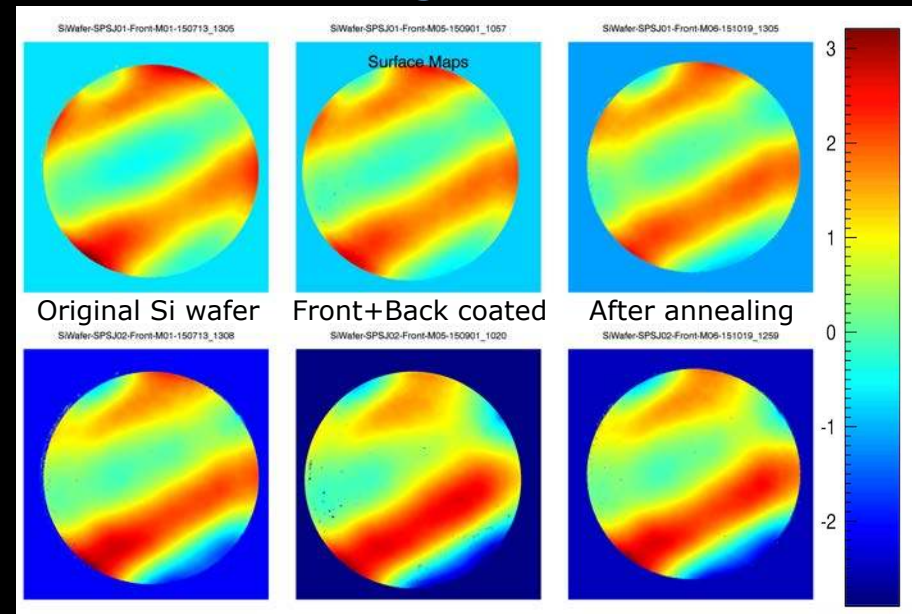 SiWafer-SPSJ01-Front-M01-150713_1305
SiWafer-SPSJ01-Front-M05-150901_1057
SiWafer-SPSJ01-Front-M06-151019_1305
Surface Maps
Original Si wafer
Front+Back coated
After annealing
SiWafer-SPSJ02-Front-M01-150713_1308
SiWafer-SPSJ02-Front-M05-150901_1020
SiWafer-SPSJ02-Front-M06-151019_1259
3
2
1
0
-1
-2